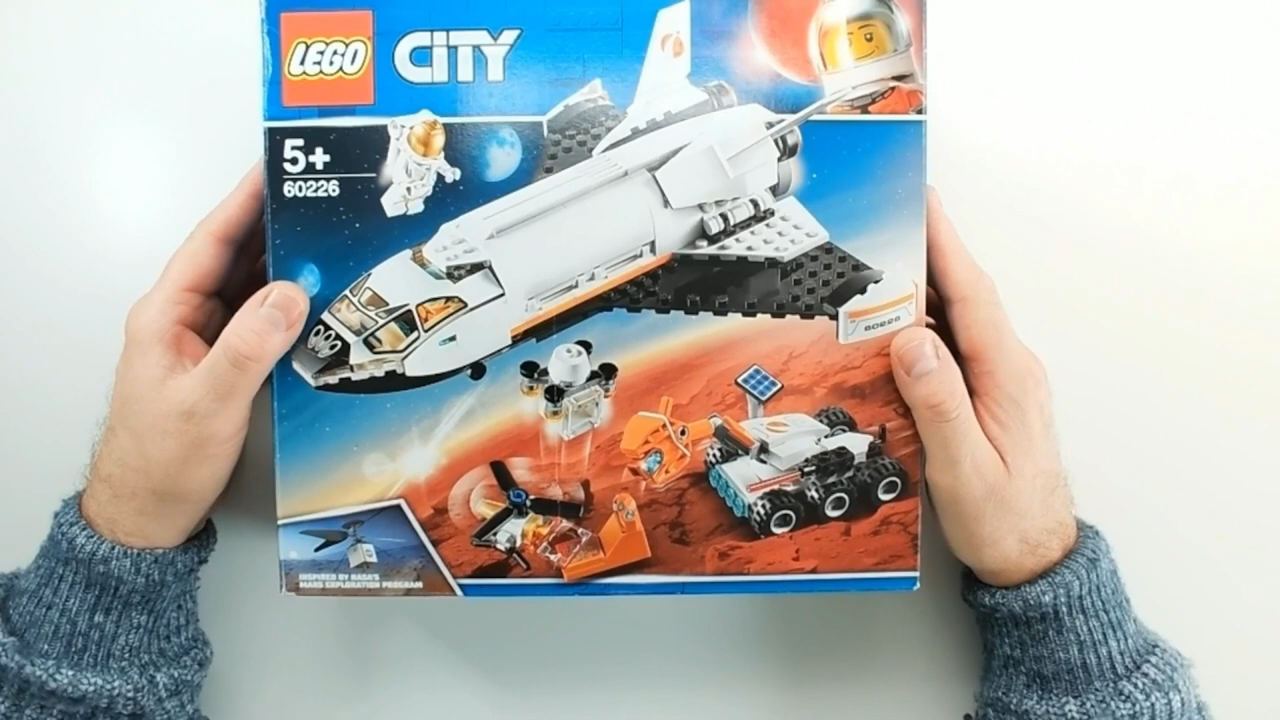 LEGO CITY
5+
60226
60226
INSPIRED BY NASA'S
MARS EXPLORATION PROGRAM